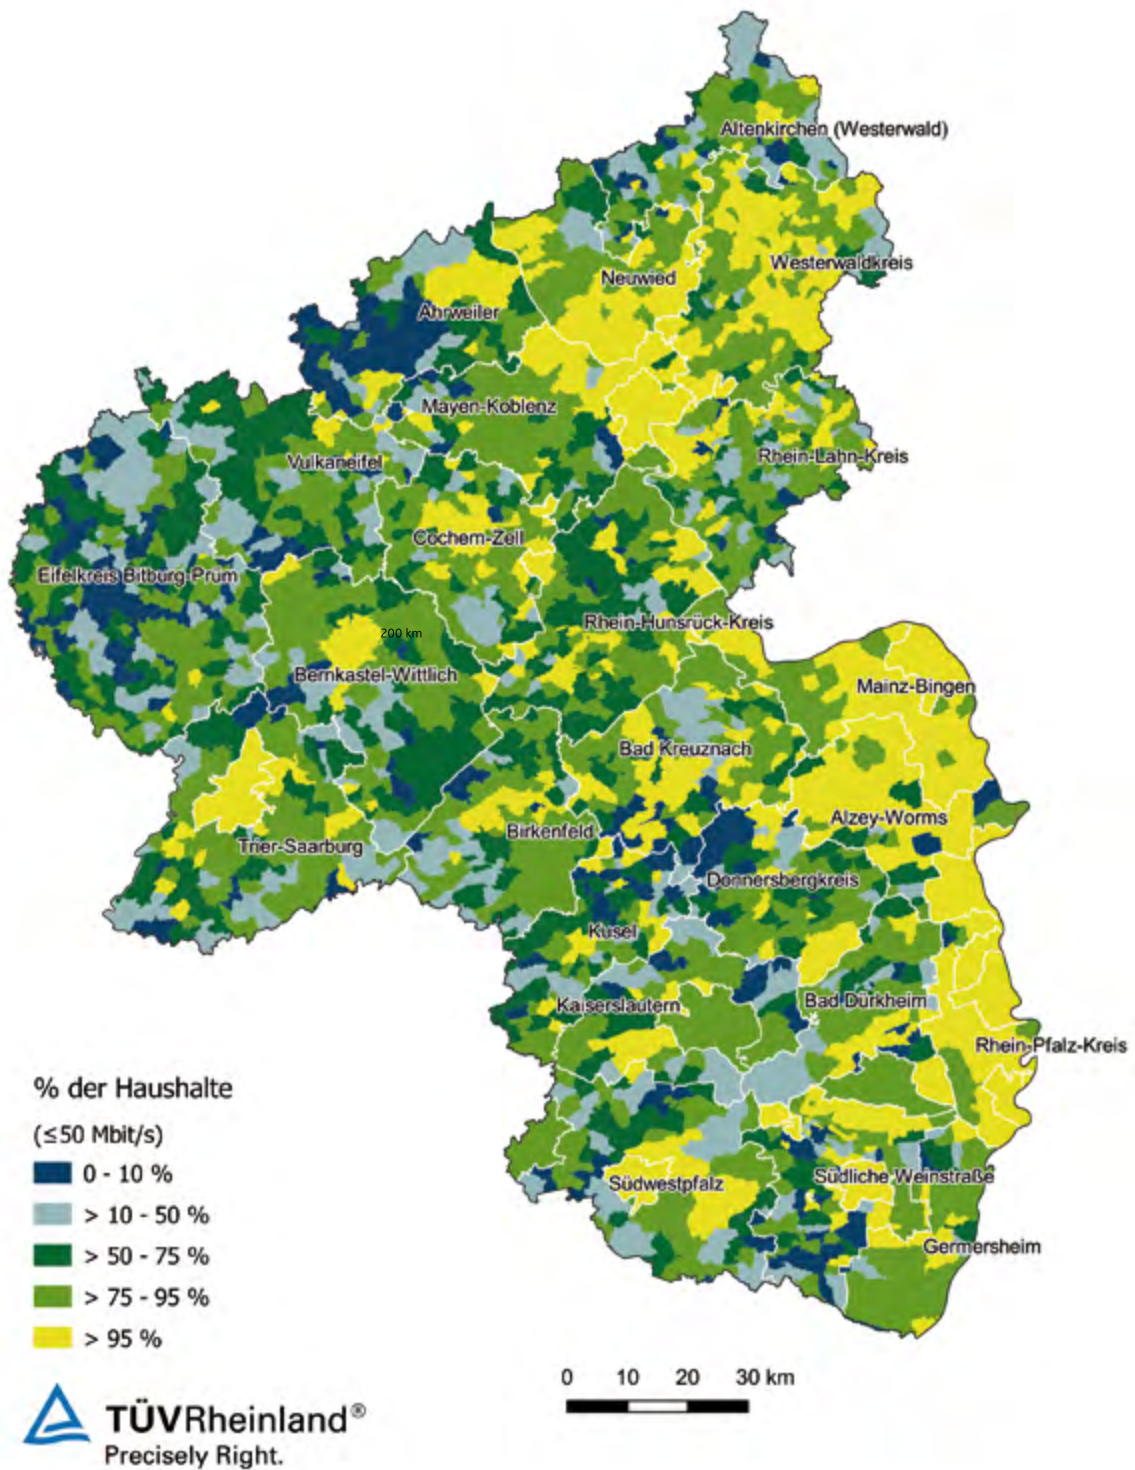 Altenkirchen (Westerwald)
Westerwaldkreis
Neuwied
Ahrweiler
Mayen-Koblenz
Rhein-Lahn-Kreis
Vulkaneifel
Cochem-Zell
Eifelkreis Bitburg-Prüm
Rhein-Hunsrück-Kreis
200 km
Bernkastel-Wittlich
Mainz-Bingen
Bad Kreuznach
Alzey-Worms
Birkenfeld
Trier-Saarburg
Donnersbergkreis
Kusel
Kaiserslautern
Bad Dürkheim
Rhein-Pfalz-Kreis
Südwestpfalz
Südliche Weinstraße
Germersheim
% der Haushalte
(≤50 Mbit/s)
0 - 10 %
> 10 - 50 %
> 50 - 75 %
> 75 - 95 %
> 95 %
0 10 20 30 km
TÜVRheinland®
Precisely Right.